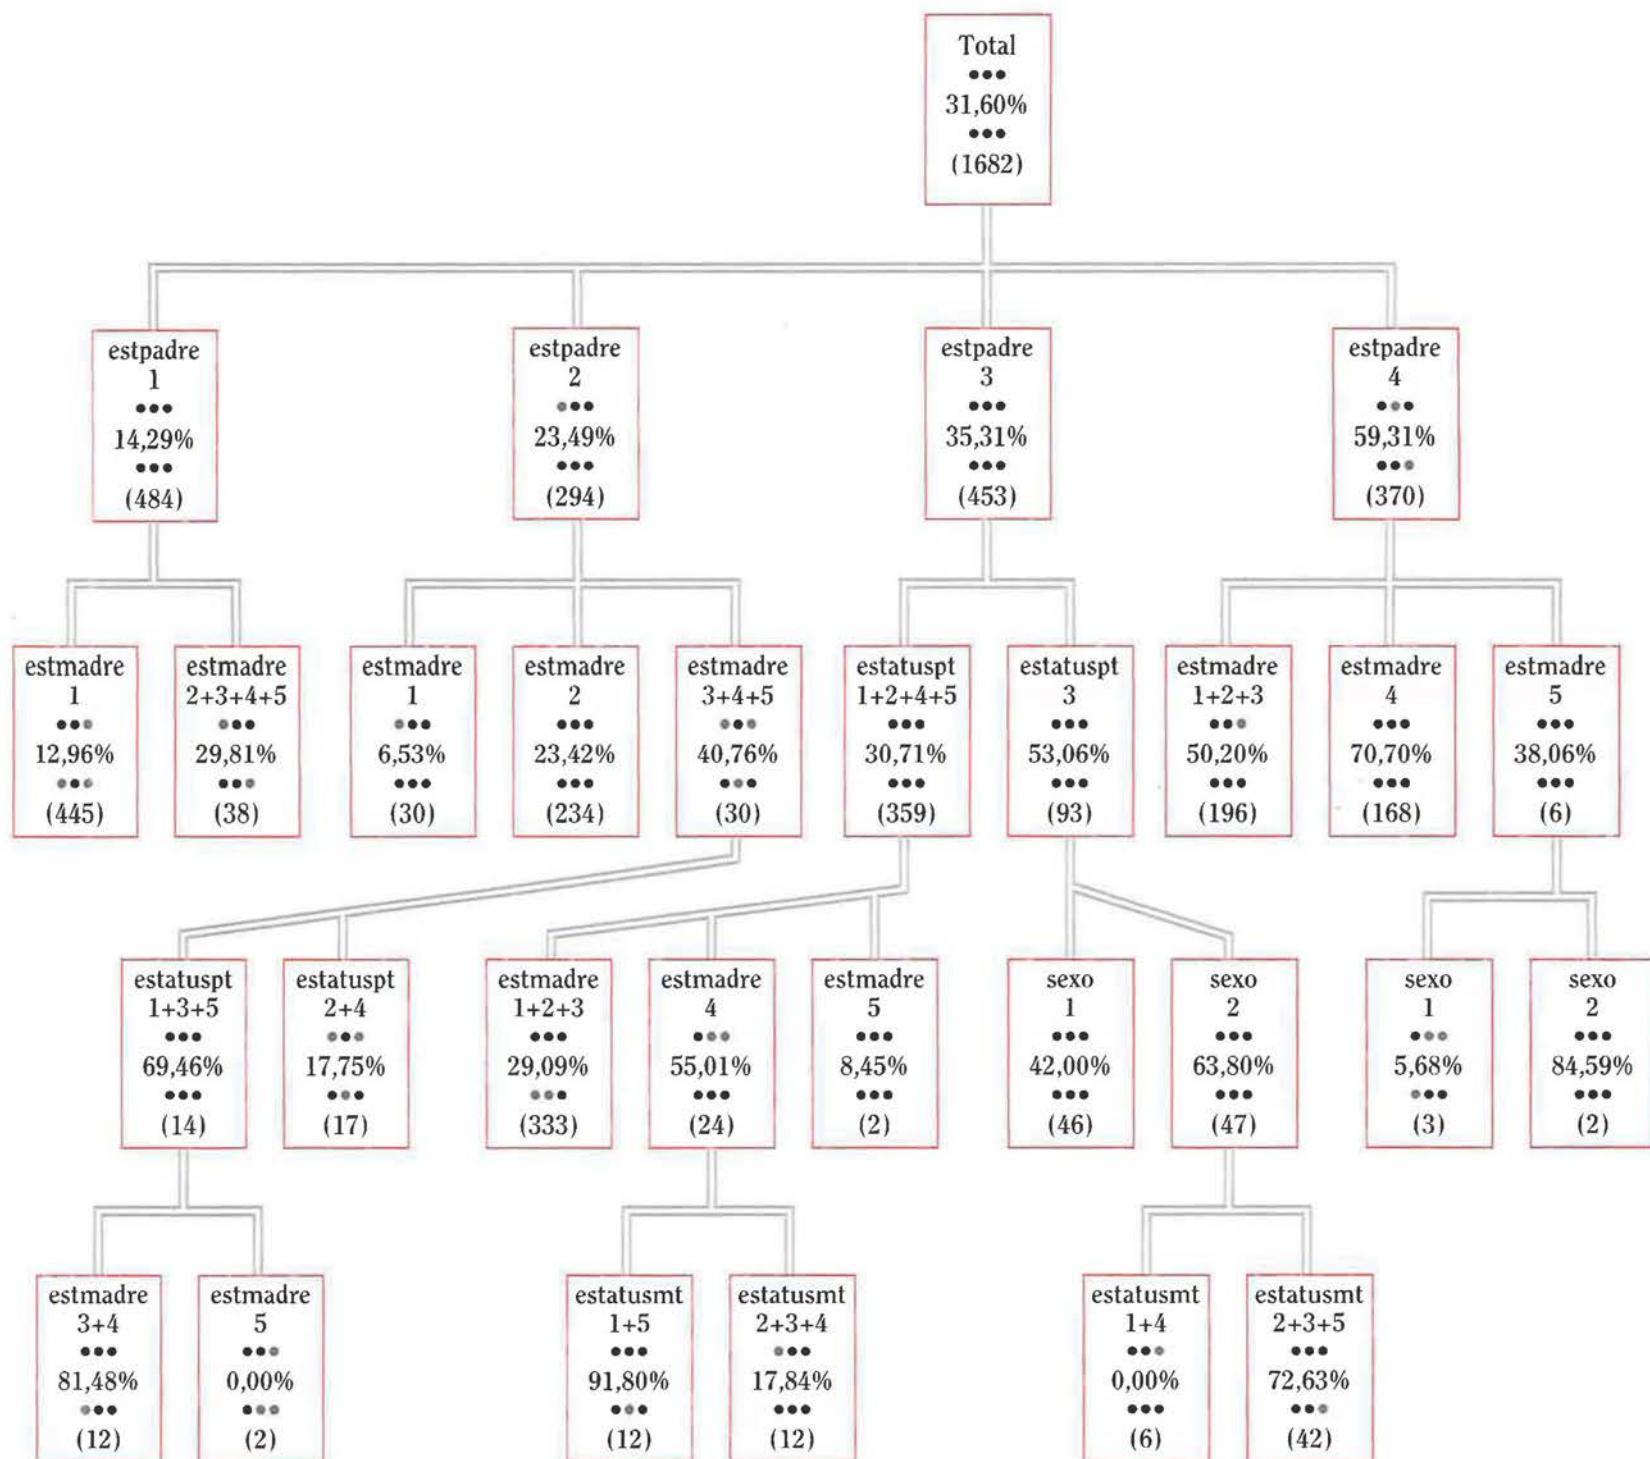 Total
31,60%
(1682)
estpadre
1
14,29%
(484)
estpadre
2
23,49%
(294)
estpadre
3
35,31%
(453)
estpadre
4
59,31%
(370)
estmadre
1
12,96%
(445)
estmadre
2+3+4+5
29,81%
(38)
estmadre
1
6,53%
(30)
estmadre
2
23,42%
(234)
estmadre
3+4+5
40,76%
(30)
estatuspt
1+2+4+5
30,71%
(359)
estatuspt
3
53,06%
(93)
estmadre
1+2+3
50,20%
(196)
estmadre
4
70,70%
(168)
estmadre
5
38,06%
(6)
estatuspt
1+3+5
69,46%
(14)
estatuspt
2+4
17,75%
(17)
estmadre
1+2+3
29,09%
(333)
estmadre
4
55,01%
(24)
estmadre
5
8,45%
(2)
sexo
1
42,00%
(46)
sexo
2
63,80%
(47)
sexo
1
5,68%
(3)
sexo
2
84,59%
(2)
estmadre
3+4
81,48%
(12)
estmadre
5
0,00%
(2)
estatusmt
1+5
91,80%
(12)
estatusmt
2+3+4
17,84%
(12)
estatusmt
1+4
0,00%
(6)
estatusmt
2+3+5
72,63%
(42)